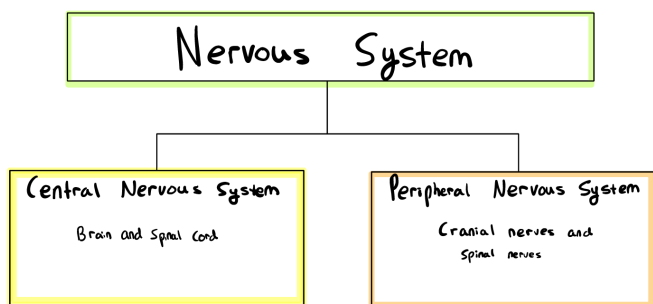 Nervous System
Central Nervous System
Brain and Spinal Cord
Peripheral Nervous System
Cranial nerves and
Spinal nerves